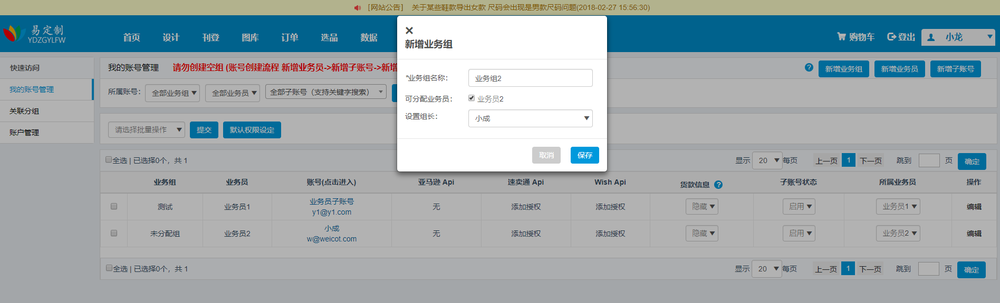 ［网站公告］ 关于某些鞋款导出女款 尺码会出现是男款尺码问题(2018-02-27 15:56:30)
易定制
YDZGYLFW
首页 设计 刊登 图库 订单 选品 数据
购物车 登出 小龙
×
新增业务组
*业务组名称： 业务组2
可分配业务员： 业务员2
设置组长： 小成
取消 保存
快速访问
我的账号管理
关联分组
账户管理
我的账号管理 请勿创建空组 (账号创建流程 新增业务员->新增子账号->新增
? 新增业务组 新增业务员 新增子账号
所属账号： 全部业务组 全部业务员 全部子账号（支持关键字搜索）
请选择批量操作 提交 默认权限设定
全选 | 已选择0个，共 1 显示 20 每页 上一页 1 下一页 跳到 页 确定
业务组 业务员 账号(点击进入) 亚马逊 Api 速卖通 Api Wish Api 货款信息 ? 子账号状态 所属业务员 操作
测试 业务员1 业务员子账号 无 添加授权 添加授权 隐藏 启用 业务员1 编辑
y1@y1.com
未分配组 业务员2 小成 无 添加授权 添加授权 隐藏 启用 业务员2 编辑
w@weicot.com
全选 | 已选择0个，共 1 显示 20 每页 上一页 1 下一页 跳到 页 确定